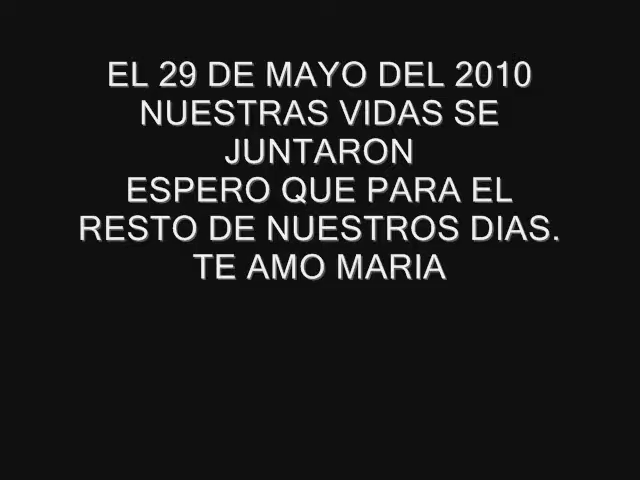 EL 29 DE MAYO DEL 2010
NUESTRAS VIDAS SE
JUNTARON
ESPERO QUE PARA EL
RESTO DE NUESTROS DIAS.
TE AMO MARIA